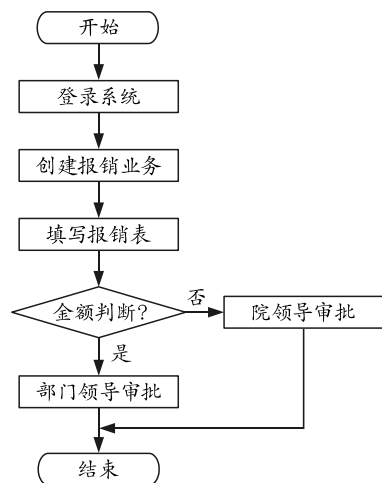 开始
登录系统
创建报销业务
填写报销表
金额判断?
否
院领导审批
是
部门领导审批
结束